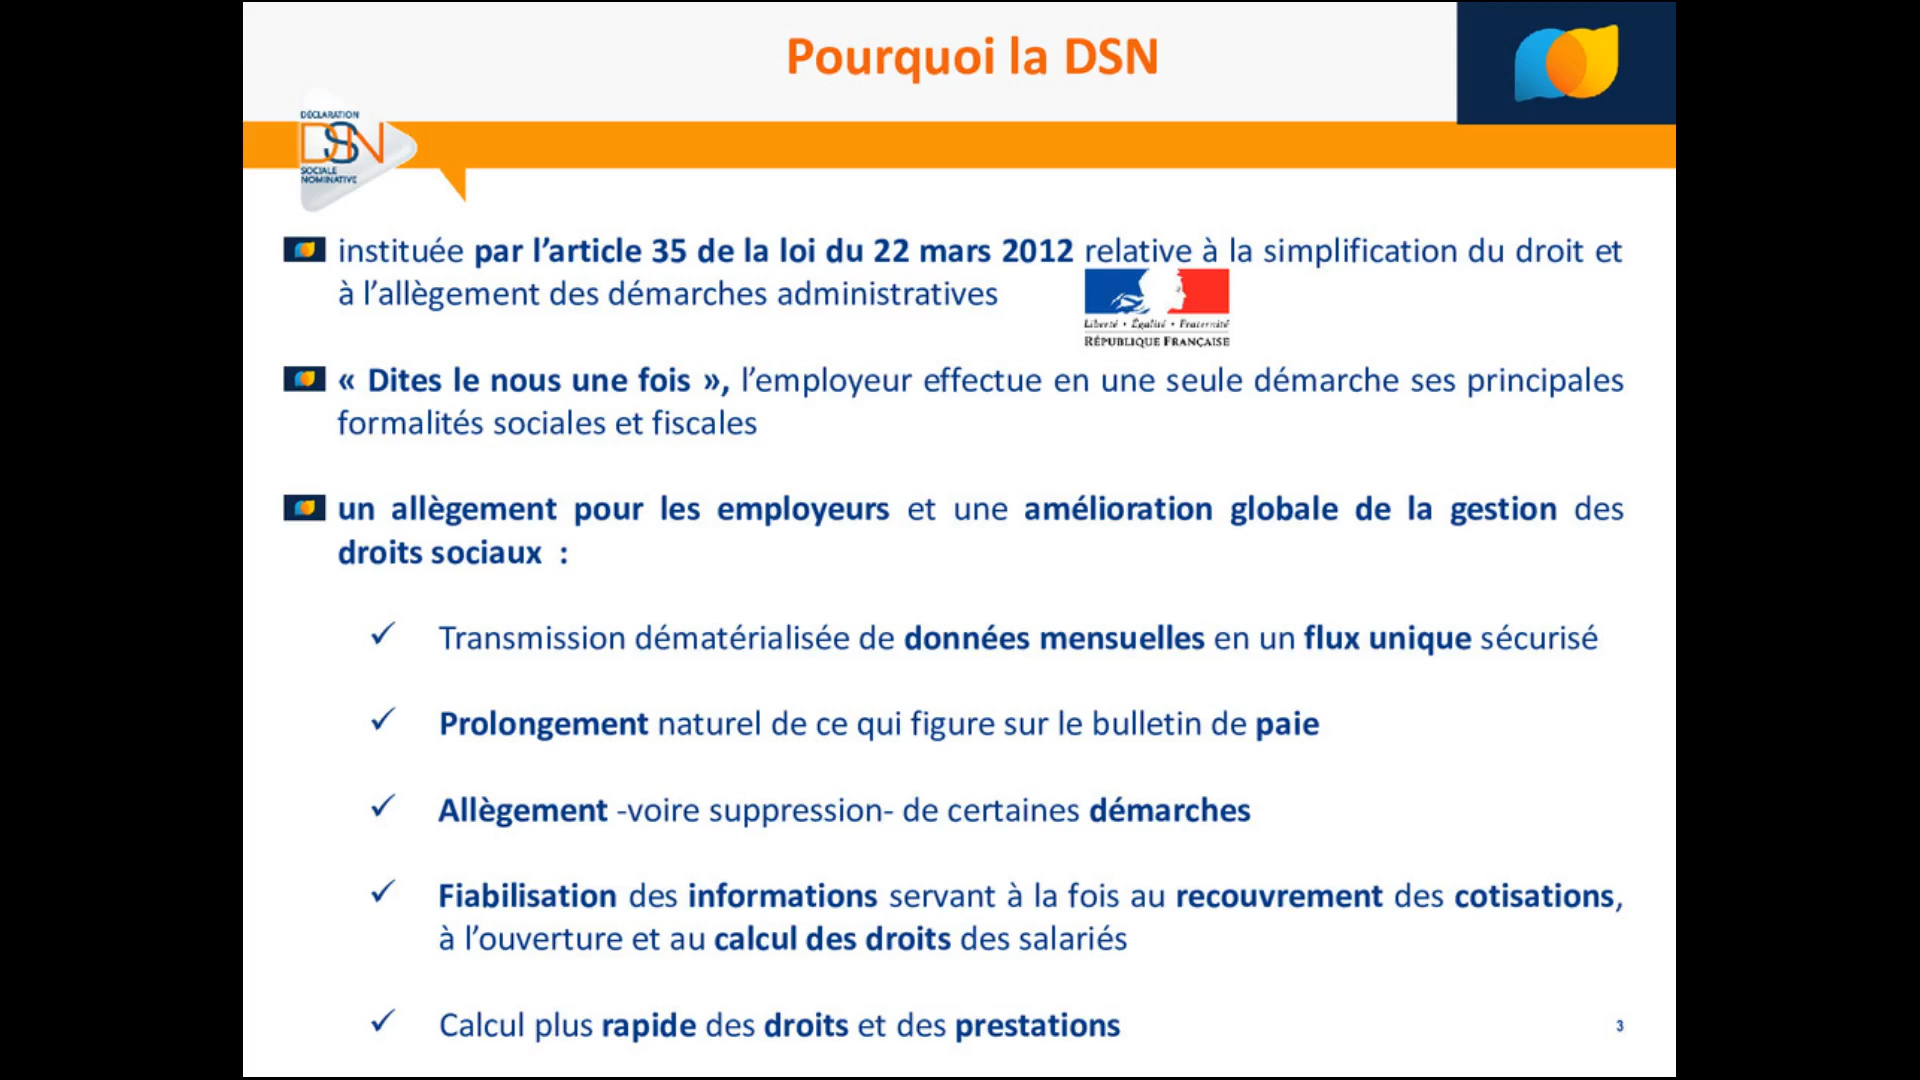 Pourquoi la DSN
DÉCLARATION
DSN
SOCIALE
NOMINATIVE
instituée par l’article 35 de la loi du 22 mars 2012 relative à la simplification du droit et
à l’allègement des démarches administratives
Liberté • Égalité • Fraternité
RÉPUBLIQUE FRANÇAISE
« Dites le nous une fois », l’employeur effectue en une seule démarche ses principales
formalités sociales et fiscales
un allègement pour les employeurs et une amélioration globale de la gestion des
droits sociaux :
✓ Transmission dématérialisée de données mensuelles en un flux unique sécurisé
✓ Prolongement naturel de ce qui figure sur le bulletin de paie
✓ Allègement -voire suppression- de certaines démarches
✓ Fiabilisation des informations servant à la fois au recouvrement des cotisations,
à l’ouverture et au calcul des droits des salariés
✓ Calcul plus rapide des droits et des prestations
3